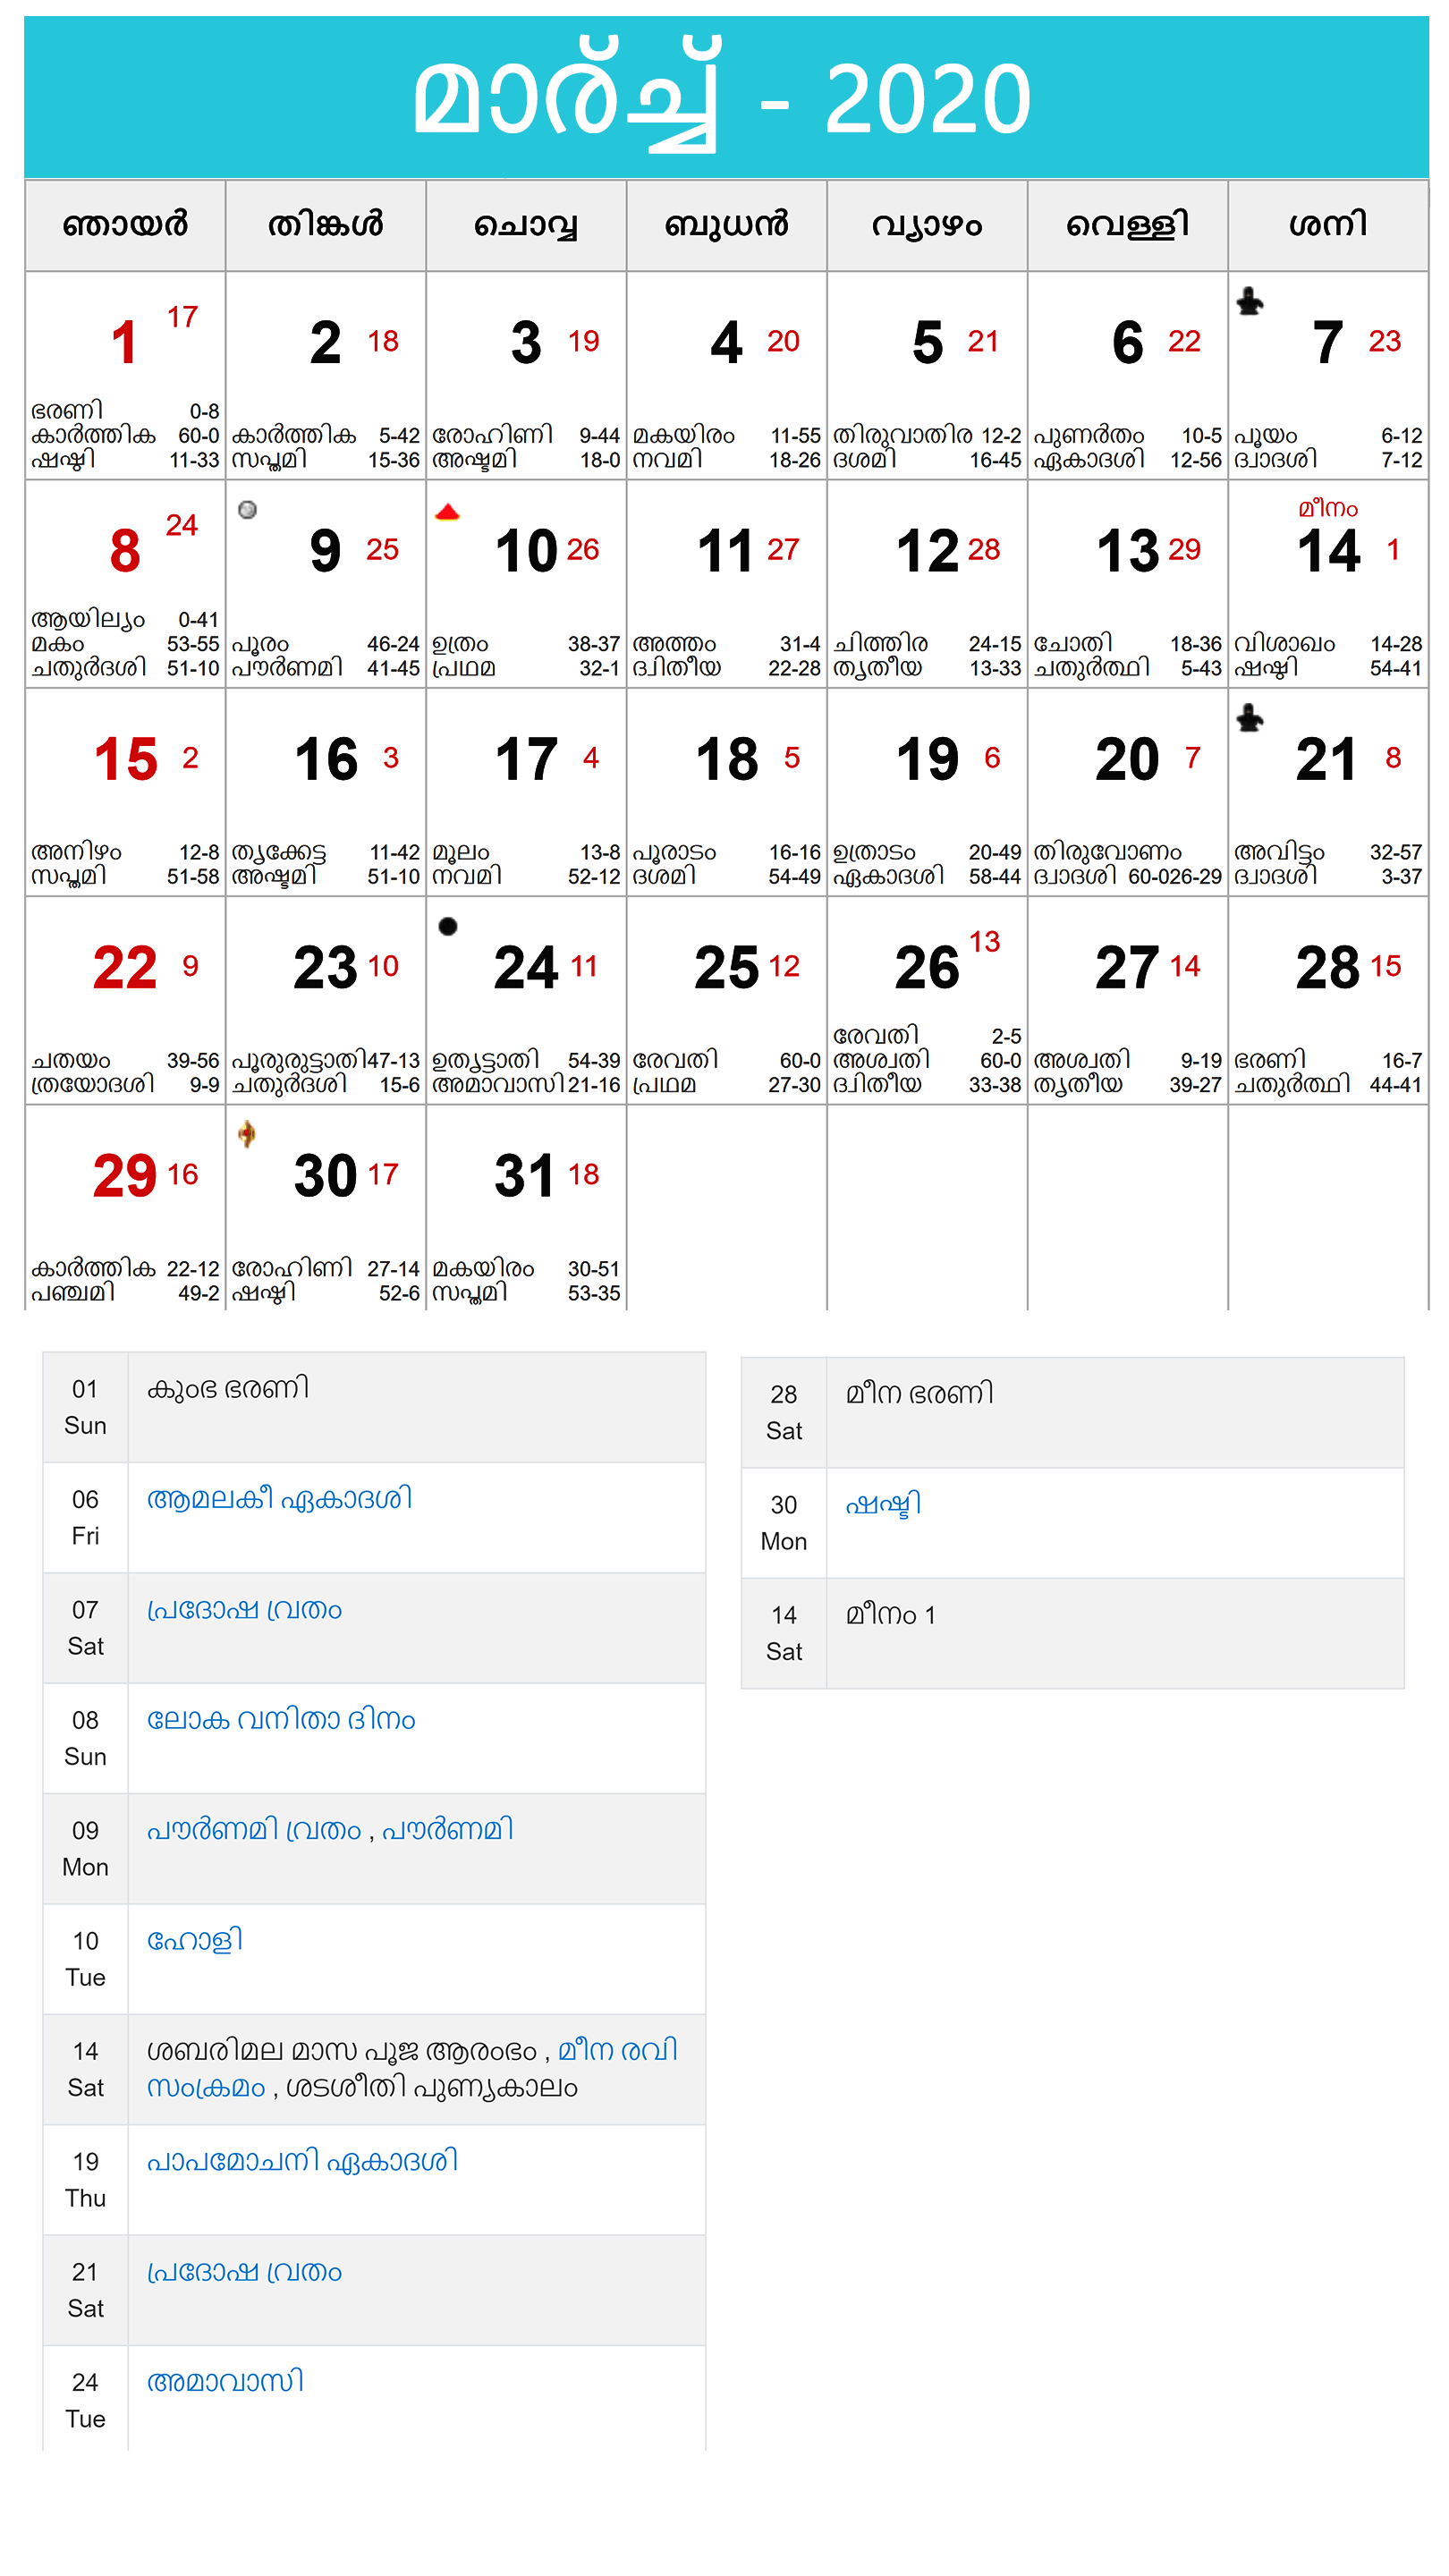 മാര്ച്ച് - 2020
ഞായർ തിങ്കൾ ചൊവ്വ ബുധൻ വ്യാഴം വെള്ളി ശനി
1 17
ഭരണി 0-8
കാർത്തിക 60-0
ഷഷ്ഠി 11-33
2 18
കാർത്തിക 5-42
സപ്തമി 15-36
3 19
രോഹിണി 9-44
അഷ്ടമി 18-0
4 20
മകയിരം 11-55
നവമി 18-26
5 21
തിരുവാതിര 12-2
ദശമി 16-45
6 22
പുണർതം 10-5
ഏകാദശി 12-56
7 23
പൂയം 6-12
ദ്വാദശി 7-12
8 24
ആയില്യം 0-41
മകം 53-55
ചതുർദശി 51-10
9 25
പൂരം 46-24
പൗർണമി 41-45
10 26
ഉത്രം 38-37
പ്രഥമ 32-1
11 27
അത്തം 31-4
ദ്വിതീയ 22-28
12 28
ചിത്തിര 24-15
തൃതീയ 13-33
13 29
ചോതി 18-36
ചതുർത്ഥി 5-43
മീനം
14 1
വിശാഖം 14-28
ഷഷ്ഠി 54-41
15 2
അനിഴം 12-8
സപ്തമി 51-58
16 3
തൃക്കേട്ട 11-42
അഷ്ടമി 51-10
17 4
മൂലം 13-8
നവമി 52-12
18 5
പൂരാടം 16-16
ദശമി 54-49
19 6
ഉത്രാടം 20-49
ഏകാദശി 58-44
20 7
തിരുവോണം
ദ്വാദശി 60-026-29
21 8
അവിട്ടം 32-57
ദ്വാദശി 3-37
22 9
ചതയം 39-56
ത്രയോദശി 9-9
23 10
പൂരുരുട്ടാതി 47-13
ചതുർദശി 15-6
24 11
ഉതൃട്ടാതി 54-39
അമാവാസി 21-16
25 12
രേവതി 60-0
പ്രഥമ 27-30
26 13
രേവതി 2-5
അശ്വതി 60-0
ദ്വിതീയ 33-38
27 14
അശ്വതി 9-19
തൃതീയ 39-27
28 15
ഭരണി 16-7
ചതുർത്ഥി 44-41
29 16
കാർത്തിക 22-12
പഞ്ചമി 49-2
30 17
രോഹിണി 27-14
ഷഷ്ഠി 52-6
31 18
മകയിരം 30-51
സപ്തമി 53-35
01 കുംഭ ഭരണി
Sun
06 ആമലകീ ഏകാദശി
Fri
07 പ്രദോഷ വ്രതം
Sat
08 ലോക വനിതാ ദിനം
Sun
09 പൗർണമി വ്രതം , പൗർണമി
Mon
10 ഹോളി
Tue
14 ശബരിമല മാസ പൂജ ആരംഭം , മീന രവി
Sat സംക്രമം , ശടശീതി പുണ്യകാലം
19 പാപമോചനി ഏകാദശി
Thu
21 പ്രദോഷ വ്രതം
Sat
24 അമാവാസി
Tue
28 മീന ഭരണി
Sat
30 ഷഷ്ടി
Mon
14 മീനം 1
Sat